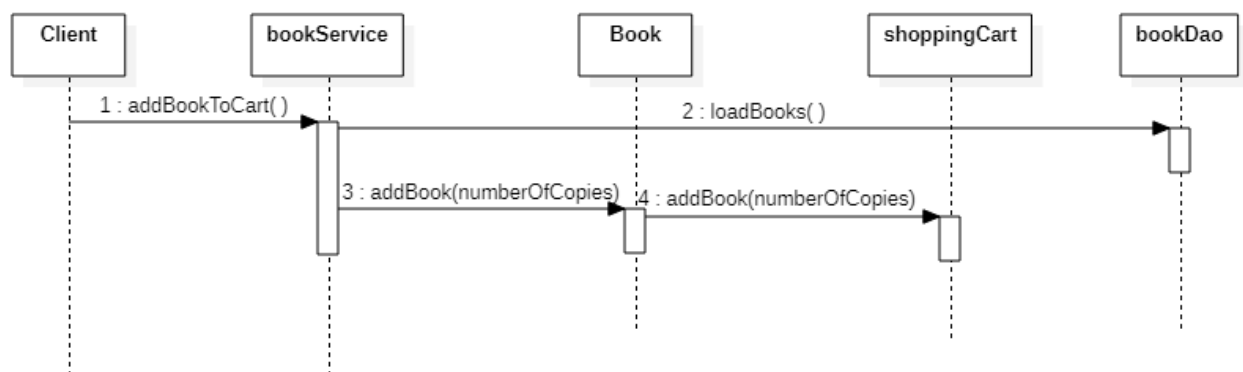 Client
bookService
Book
shoppingCart
bookDao
1 : addBookToCart( )
2 : loadBooks( )
3 : addBook(numberOfCopies)
4 : addBook(numberOfCopies)